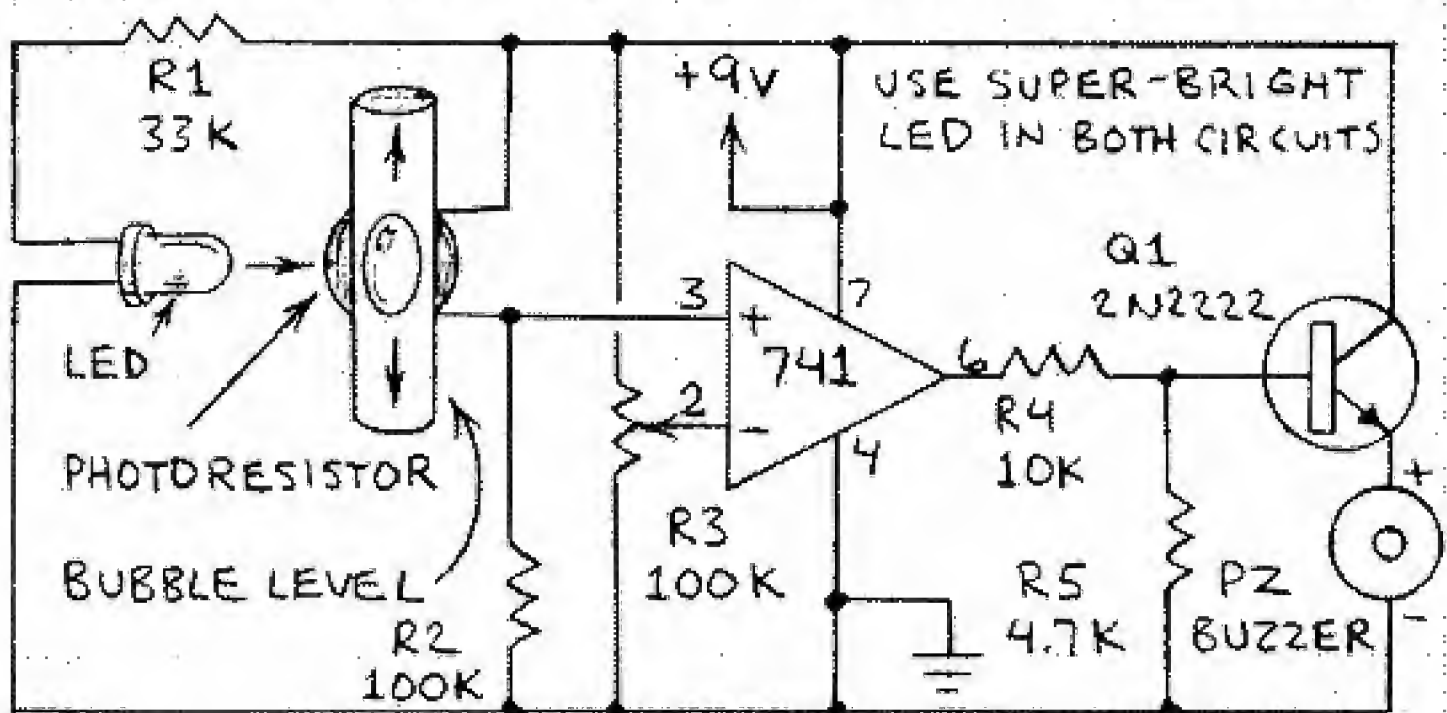 R1
33K
+9V
USE SUPER-BRIGHT
LED IN BOTH CIRCUITS
Q1
2N2222
3
7
+
741
6
LED
2
-
4
R4
10K
PHOTORESISTOR
+
R3
100K
BUBBLE LEVEL
R5
4.7K
PZ
BUZZER
-
R2
100K